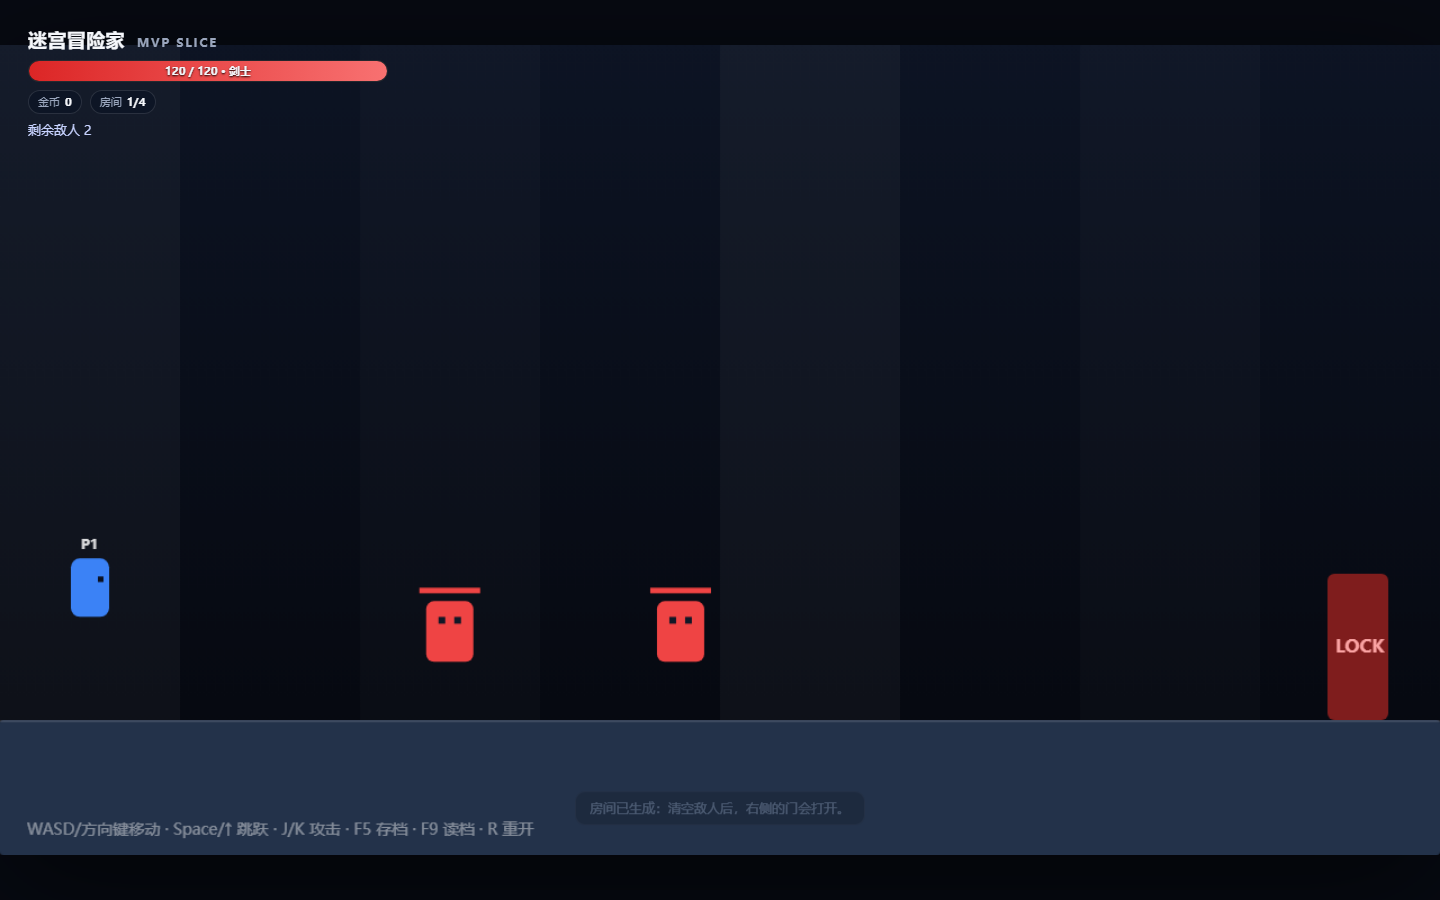 迷宫冒险家 MVP SLICE
120 / 120 • 剑士
金币 0 房间 1/4
剩余敌人 2
P1
LOCK
房间已生成：清空敌人后，右侧的门会打开。
WASD/方向键移动 · Space/↑ 跳跃 · J/K 攻击 · F5 存档 · F9 读档 · R 重开